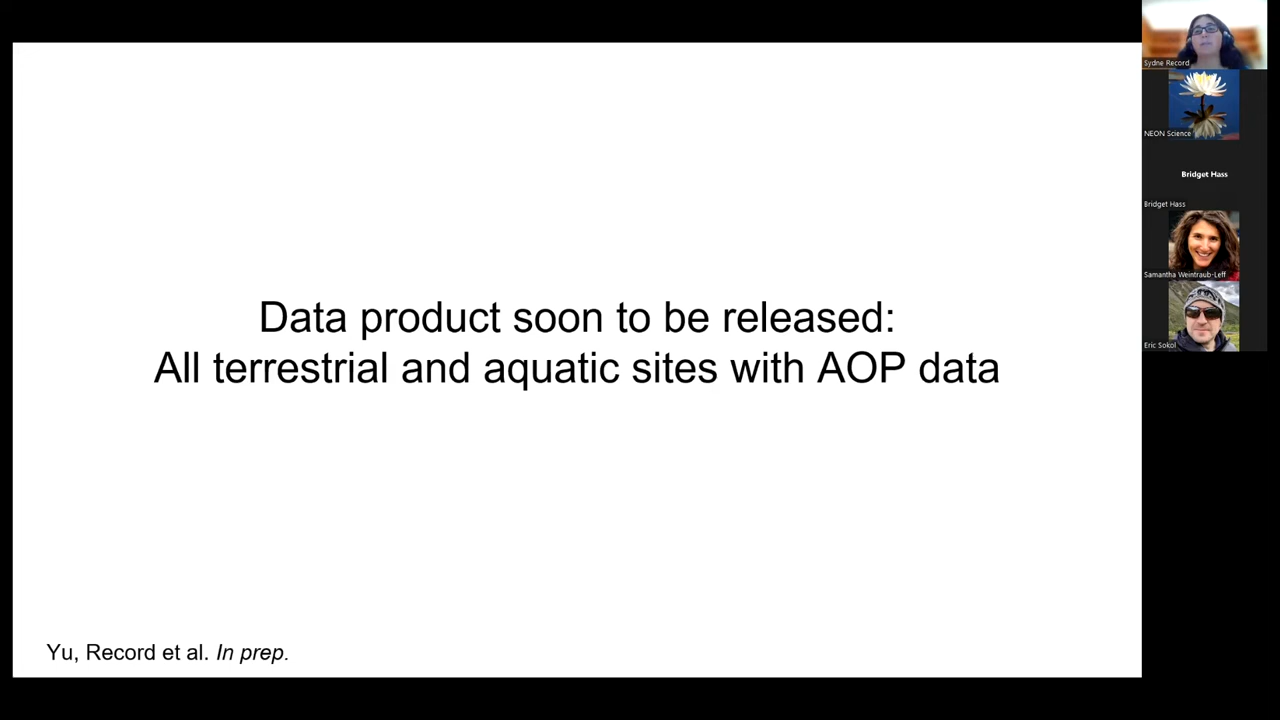 Data product soon to be released:
All terrestrial and aquatic sites with AOP data
Yu, Record et al. In prep.
Sydne Record
NEON Science
Bridget Hass
Bridget Hass
Samantha Weintraub-Leff
Eric Sokol